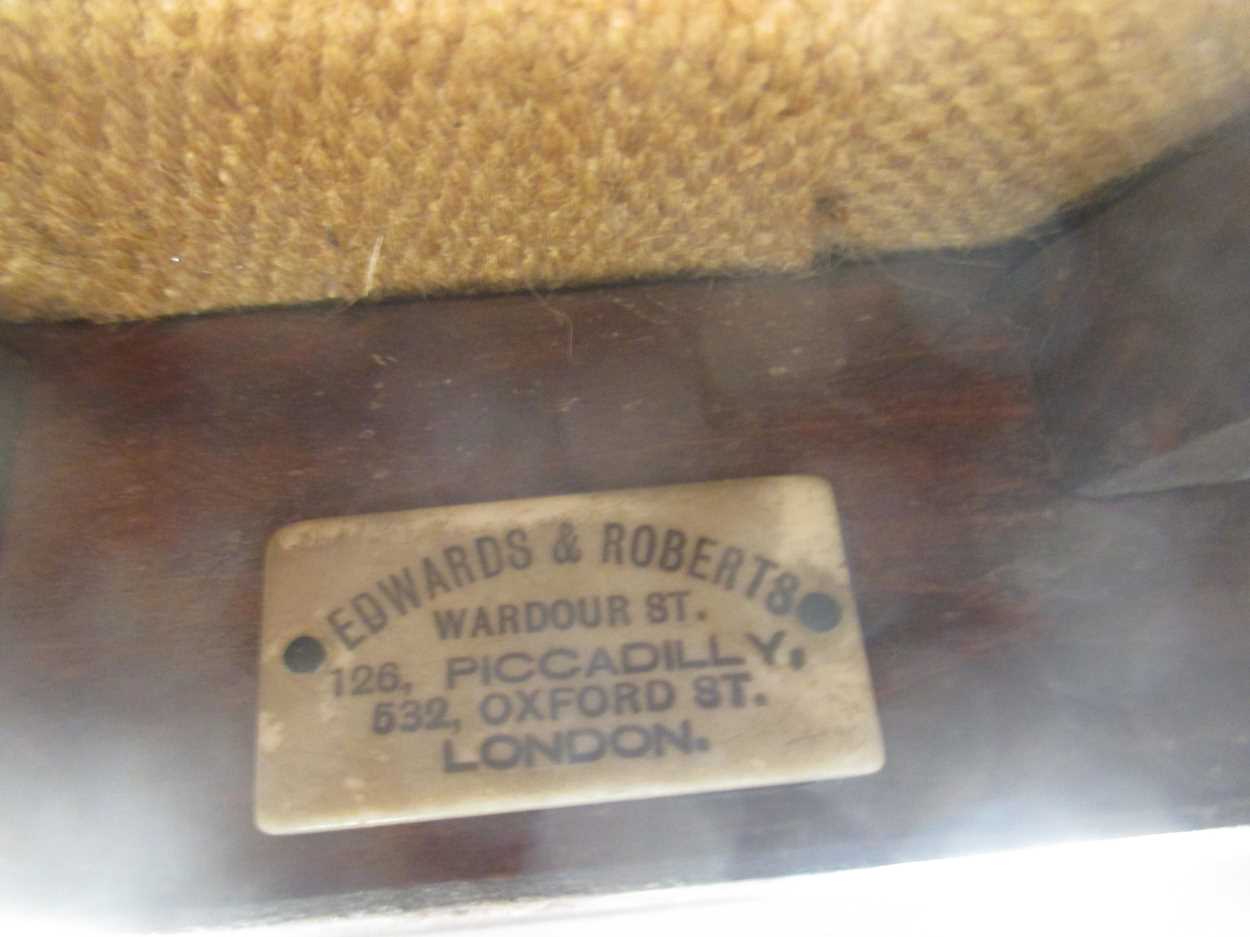 EDWARDS & ROBERTS
WARDOUR ST.
126, PICCADILLY,
532, OXFORD ST.
LONDON.